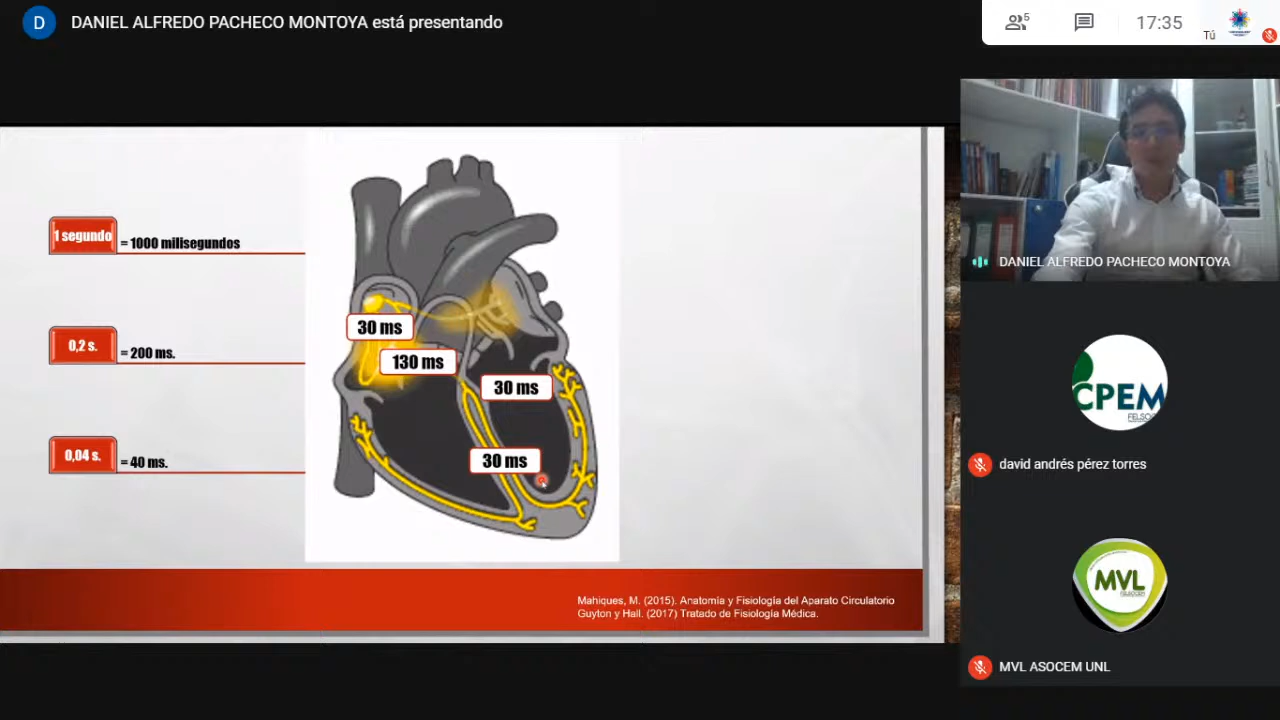 D
DANIEL ALFREDO PACHECO MONTOYA está presentando
5
17:35
Tú
1 segundo
= 1000 milisegundos
0,2 s.
= 200 ms.
0,04 s.
= 40 ms.
30 ms
130 ms
30 ms
30 ms
Mahiques, M. (2015). Anatomía y Fisiología del Aparato Circulatorio
Guyton y Hall. (2017) Tratado de Fisiología Médica.
DANIEL ALFREDO PACHECO MONTOYA
CPEM
FELSOCEM
david andrés pérez torres
MVL
FELSOCEM
MVL ASOCEM UNL